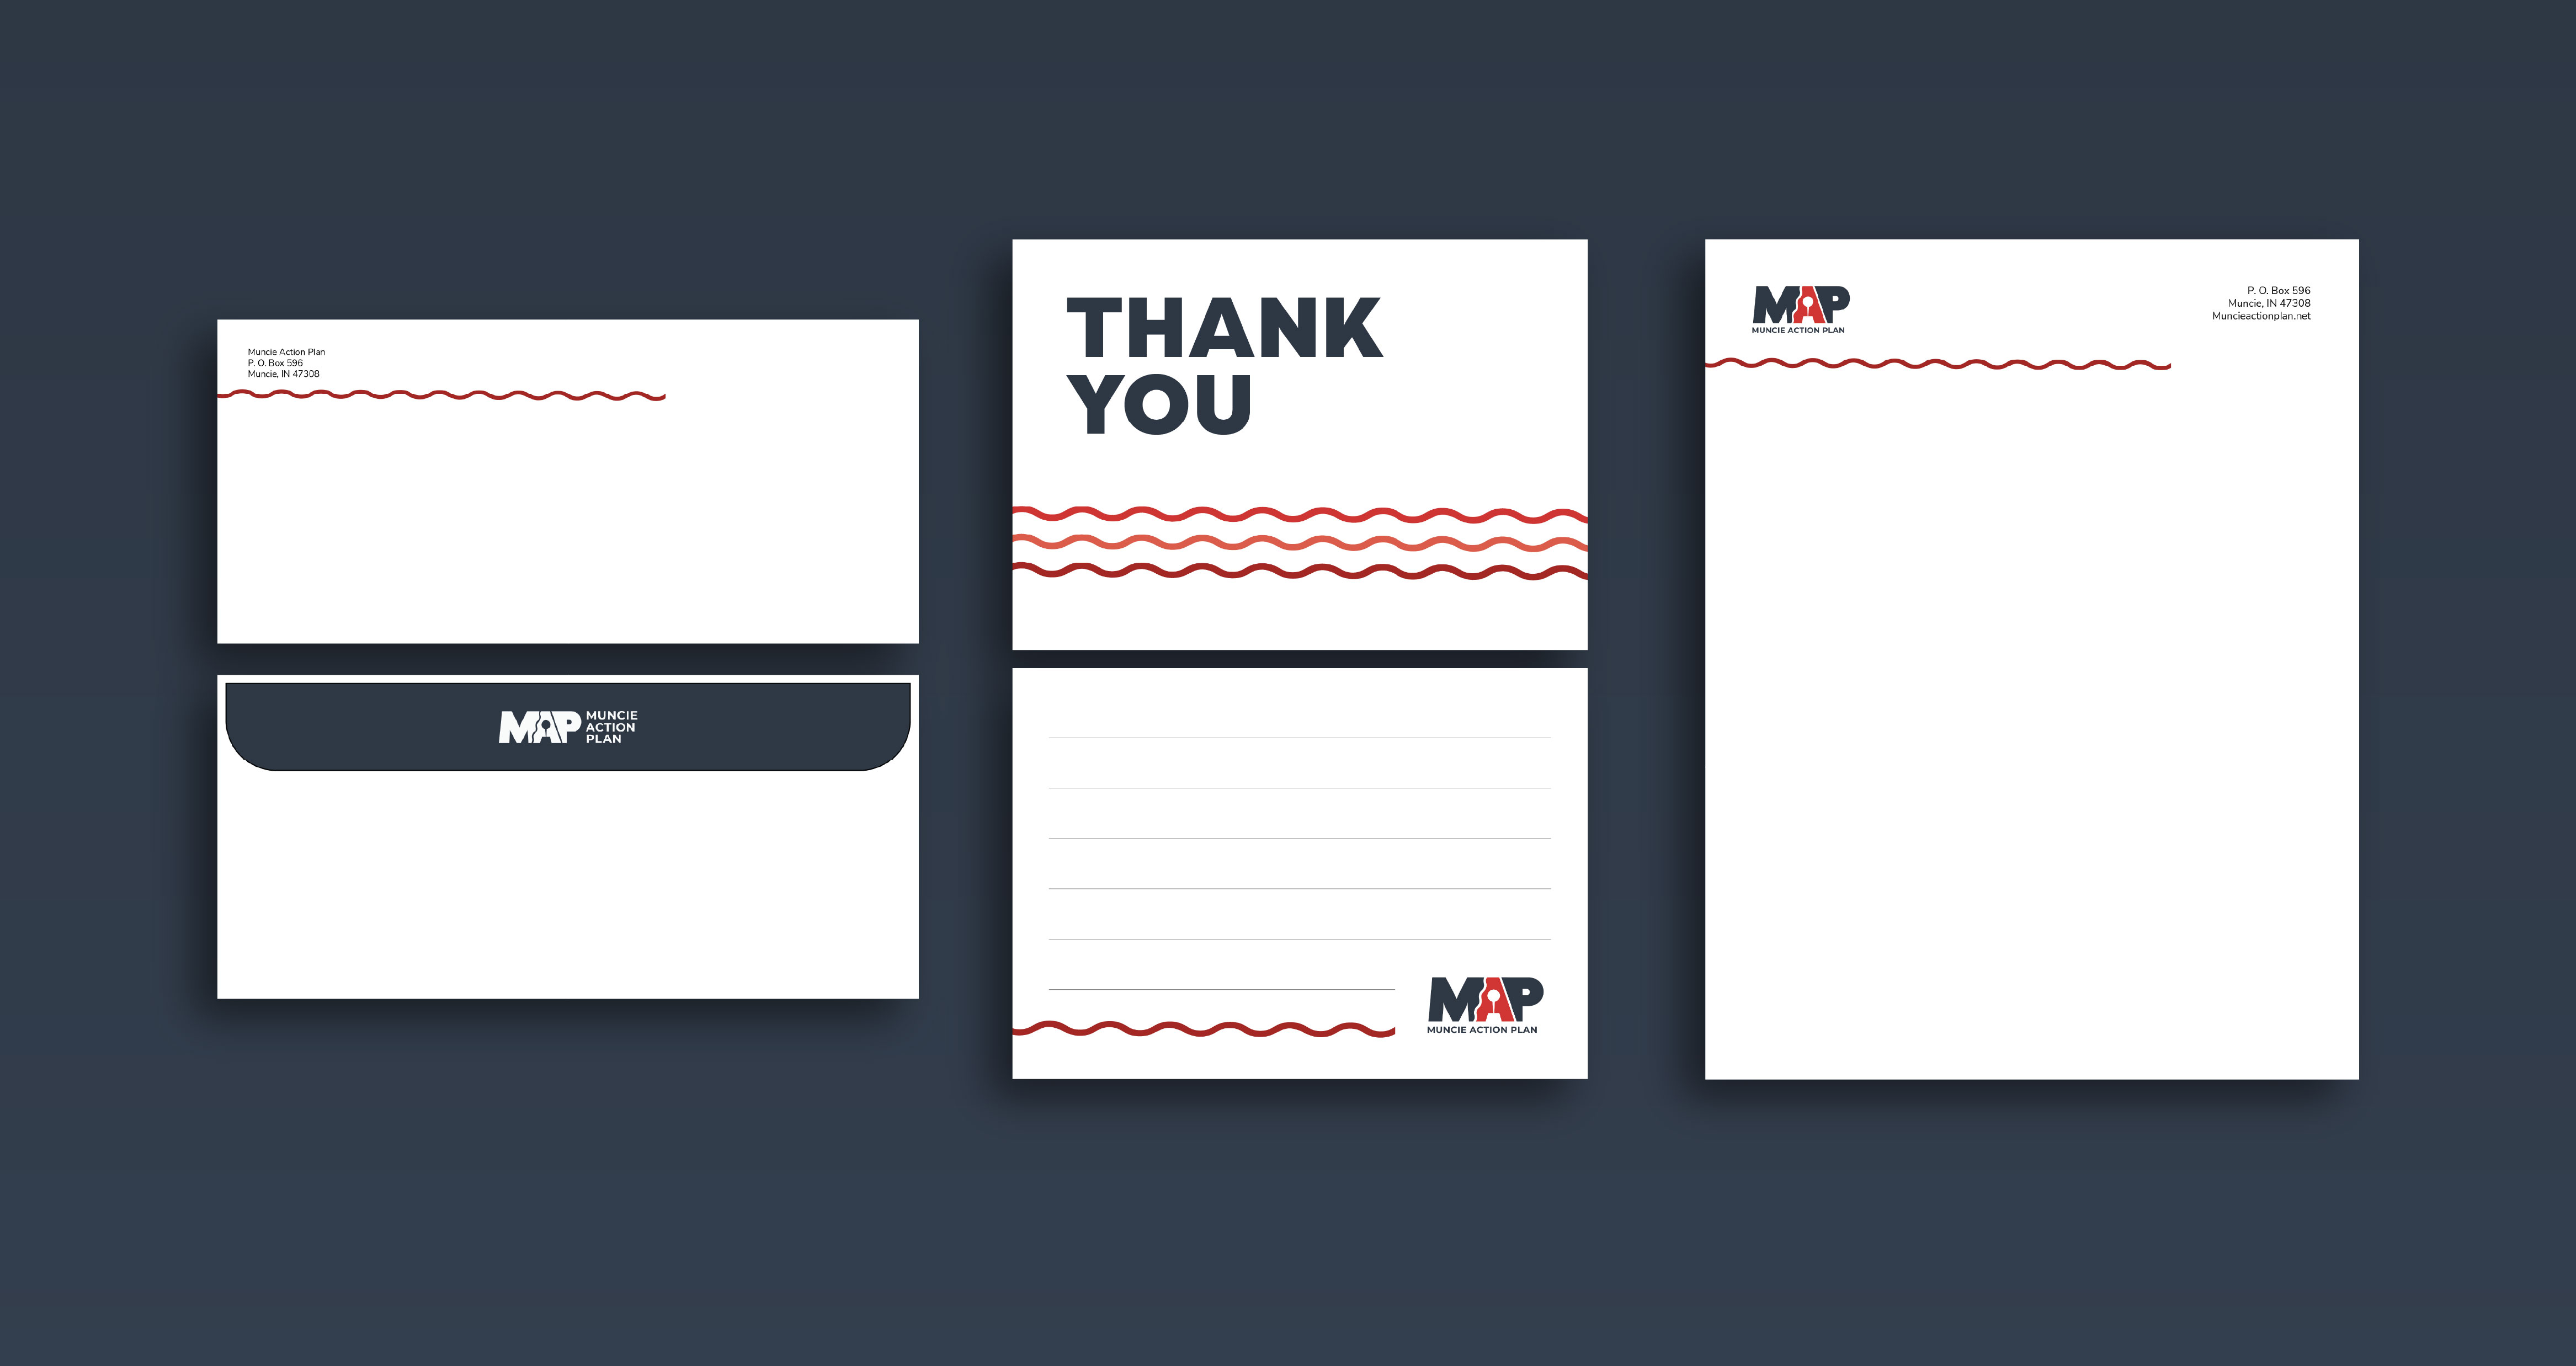 Muncie Action Plan
P. O. Box 596
Muncie, IN 47308
MAP
MUNCIE
ACTION
PLAN
THANK
YOU
MAP
MUNCIE ACTION PLAN
MAP
MUNCIE ACTION PLAN
P. O. Box 596
Muncie, IN 47308
Muncieactionplan.net